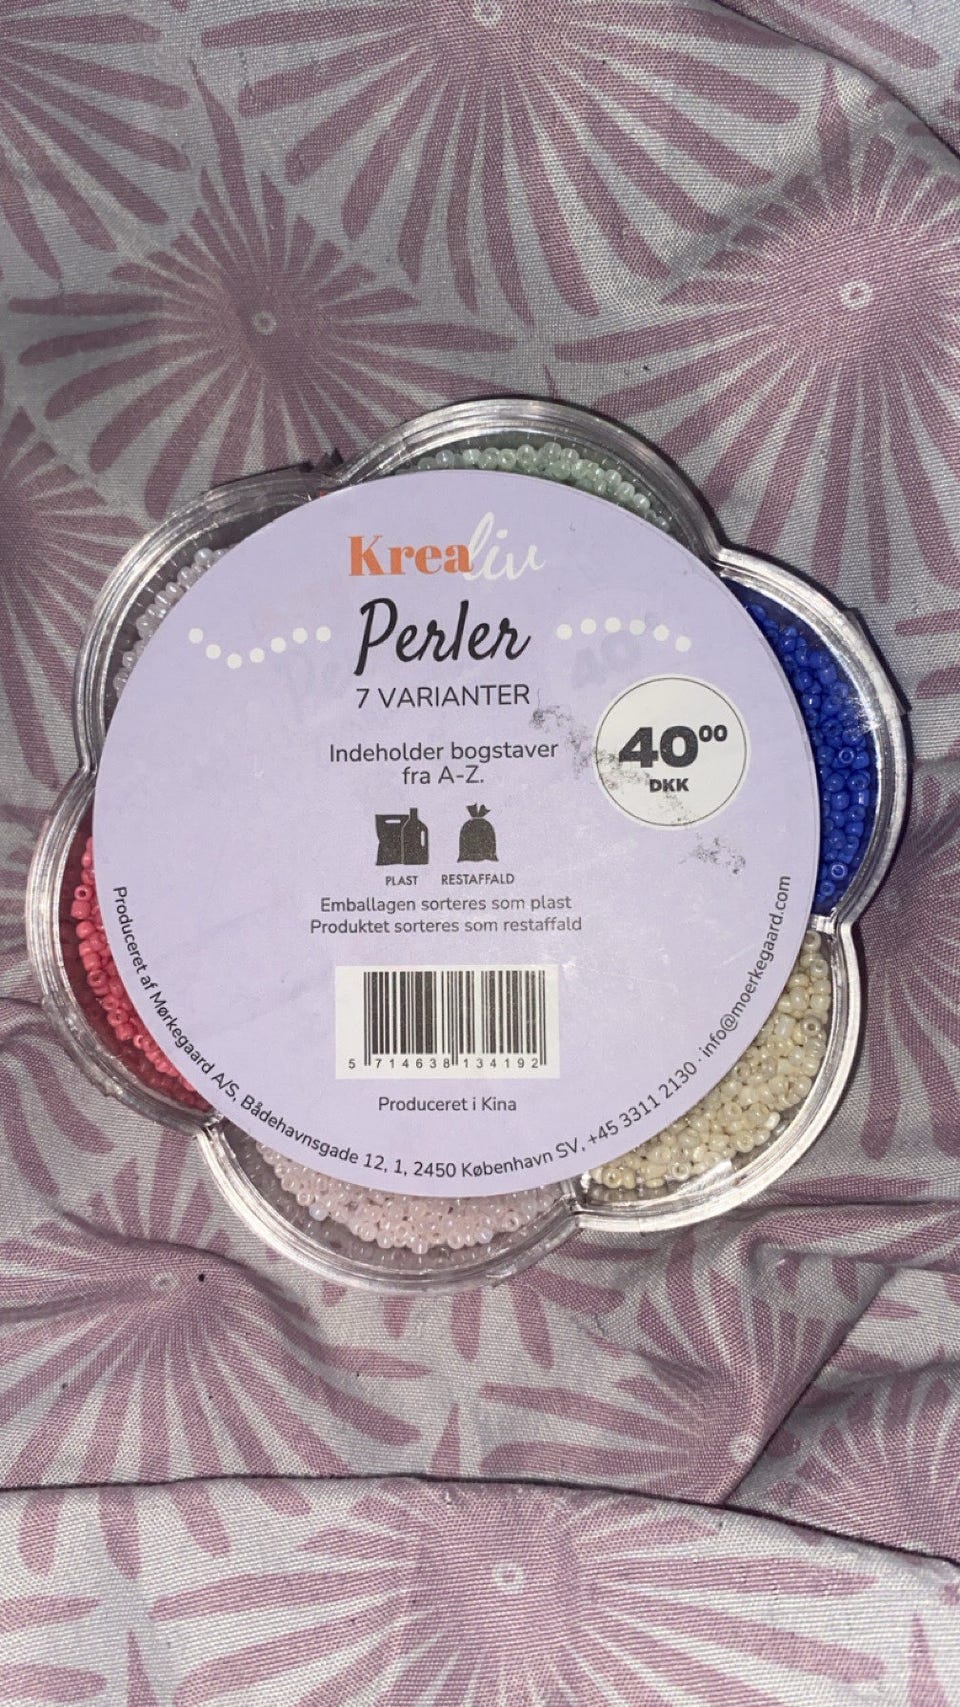 Krealiv
Perler
7 VARIANTER
Indeholder bogstaver
fra A-Z.
40⁰⁰
DKK
PLAST RESTAFFALD
Emballagen sorteres som plast
Produktet sorteres som restaffald
5 714638 134192
Produceret i Kina
Produceret af Mørkegaard A/S, Bådehavnsgade 12, 1, 2450 København SV, +45 3311 2130 · info@moerkegaard.com